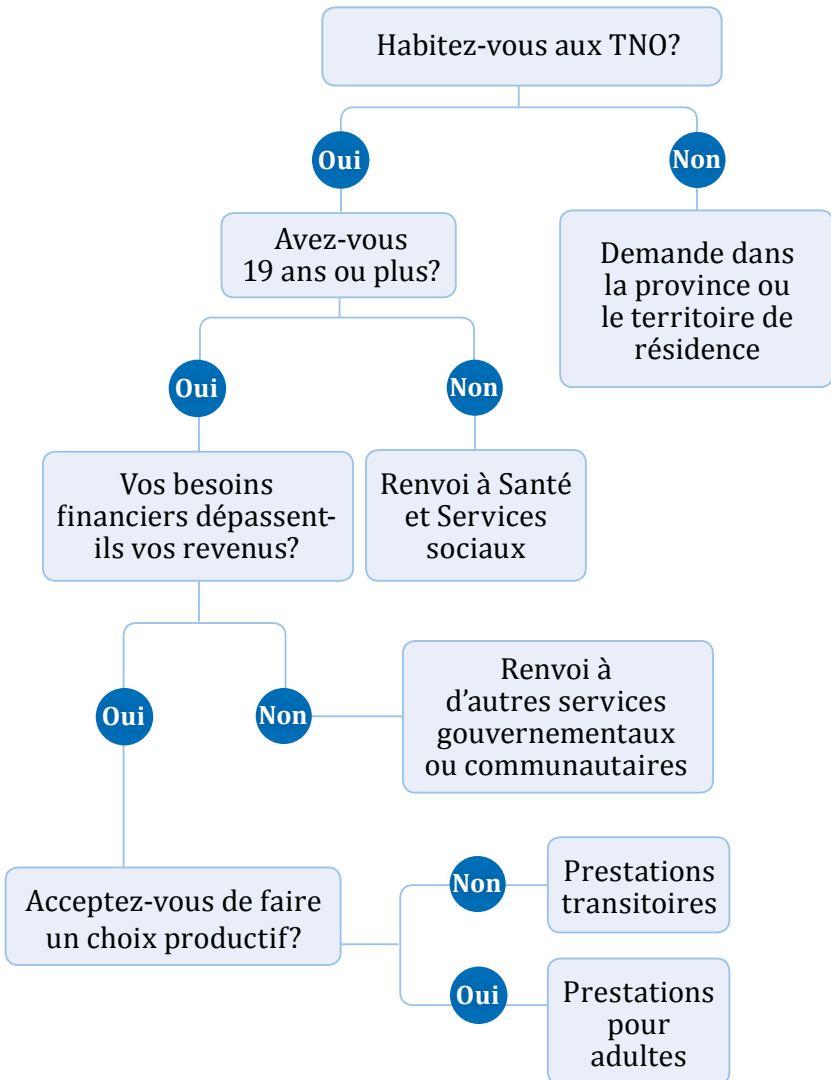 Habitez-vous aux TNO?
Oui
Non
Avez-vous
19 ans ou plus?
Demande dans
la province ou
le territoire de
résidence
Oui
Non
Vos besoins
financiers dépassent-
ils vos revenus?
Renvoi à Santé
et Services
sociaux
Oui
Non
Renvoi à
d’autres services
gouvernementaux
ou communautaires
Acceptez-vous de faire
un choix productif?
Non
Prestations
transitoires
Oui
Prestations
pour
adultes